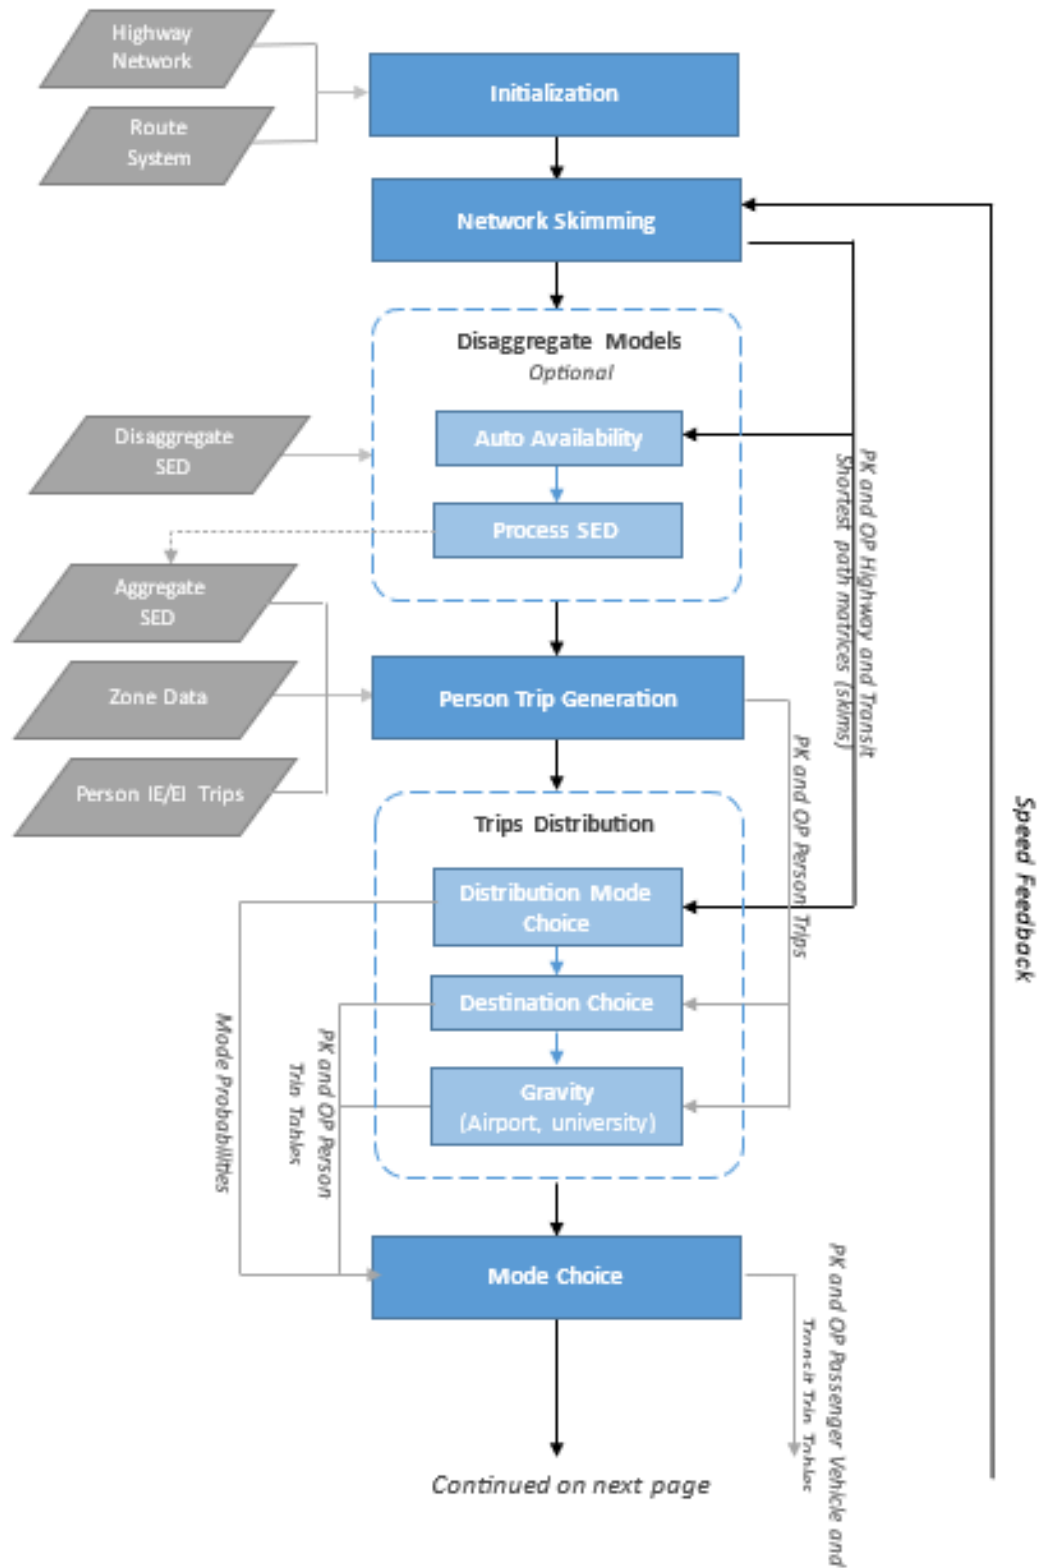 Highway
Network
Initialization
Route
System
Network Skimming
Disaggregate Models
Optional
Disaggregate
SED
Auto Availability
Process SED
PK and OP Highway and Transit
Shortest path matrices (skims)
Aggregate
SED
Zone Data
Person Trip Generation
Person IE/EI Trips
PK and OP Person Trips
Speed Feedback
Trips Distribution
Distribution Mode
Choice
Destination Choice
Gravity
(Airport, university)
Mode Probabilities
PK and OP Person
Trip Tables
Mode Choice
PK and OP Passenger Vehicle and
Transit Trip Tables
Continued on next page